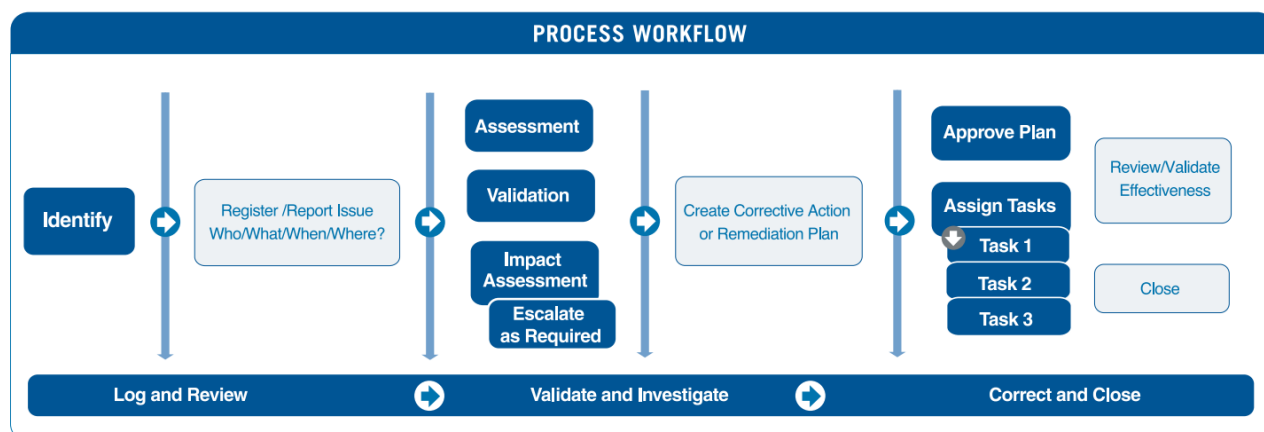 PROCESS WORKFLOW
Identify
Register /Report Issue
Who/What/When/Where?
Assessment
Validation
Impact
Assessment
Escalate
as Required
Create Corrective Action
or Remediation Plan
Approve Plan
Assign Tasks
Task 1
Task 2
Task 3
Review/Validate
Effectiveness
Close
Log and Review
Validate and Investigate
Correct and Close